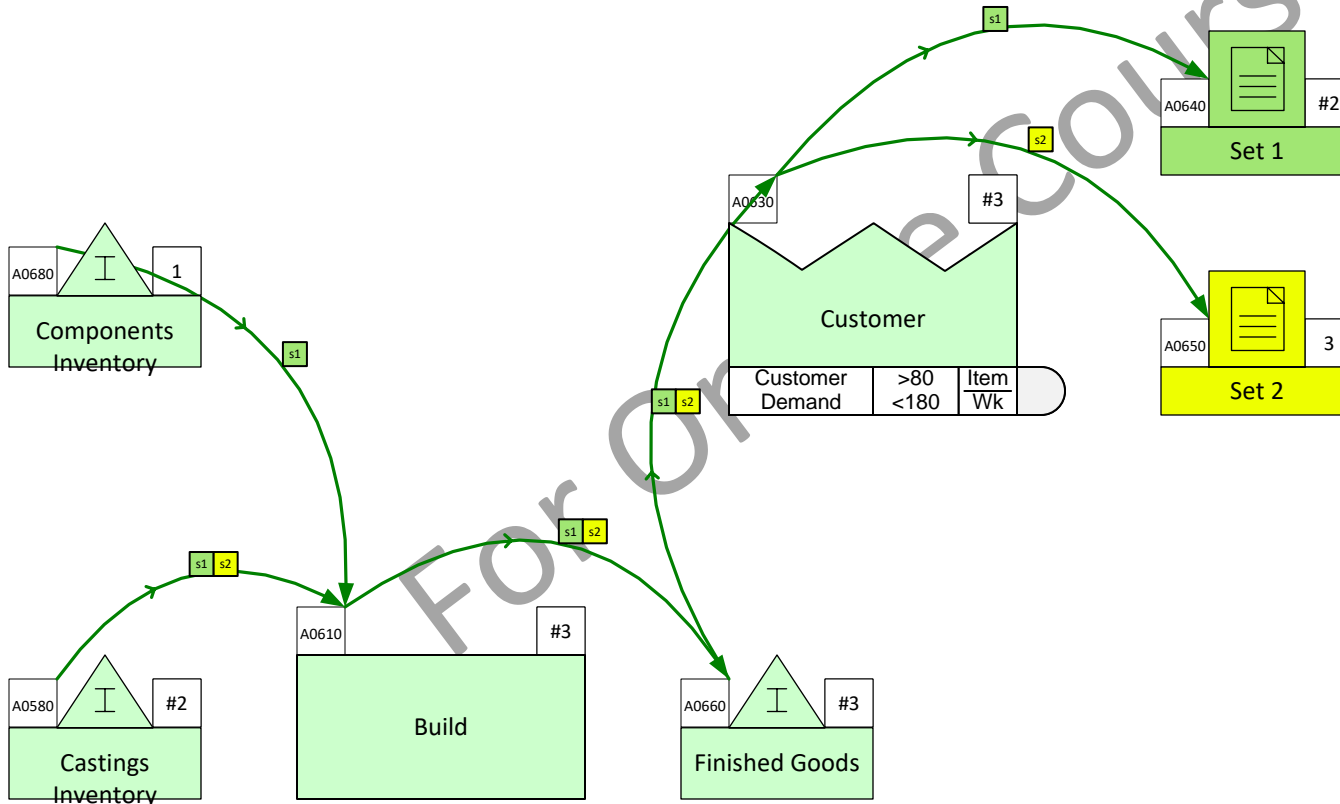 s1
A0640
#2
Set 1
s2
A0630
#3
Customer
Customer
Demand
>80
<180
Item
Wk
A0650
3
Set 2
A0680
I
1
Components
Inventory
s1
s1 s2
s1 s2
A0580
I
#2
Castings
Inventory
A0610
#3
Build
s1 s2
A0660
I
#3
Finished Goods
For On
e Cours